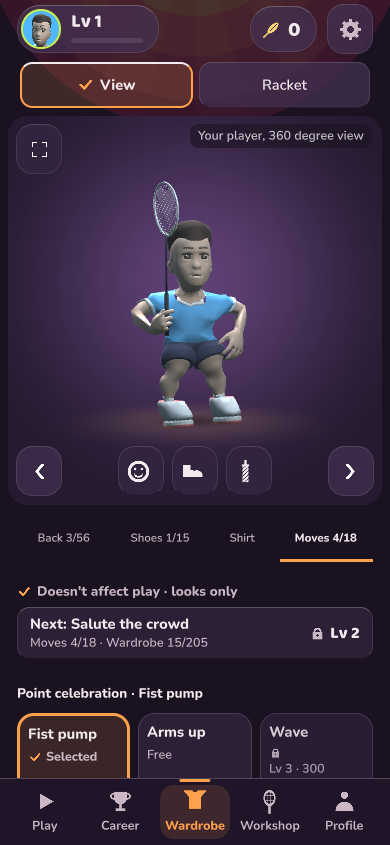 Lv 1
0
View
Racket
Your player, 360 degree view
Back 3/56
Shoes 1/15
Shirt
Moves 4/18
Doesn't affect play · looks only
Next: Salute the crowd
Moves 4/18 · Wardrobe 15/205
Lv 2
Point celebration · Fist pump
Fist pump
Selected
Arms up
Free
Wave
Lv 3 · 300
Play
Career
Wardrobe
Workshop
Profile